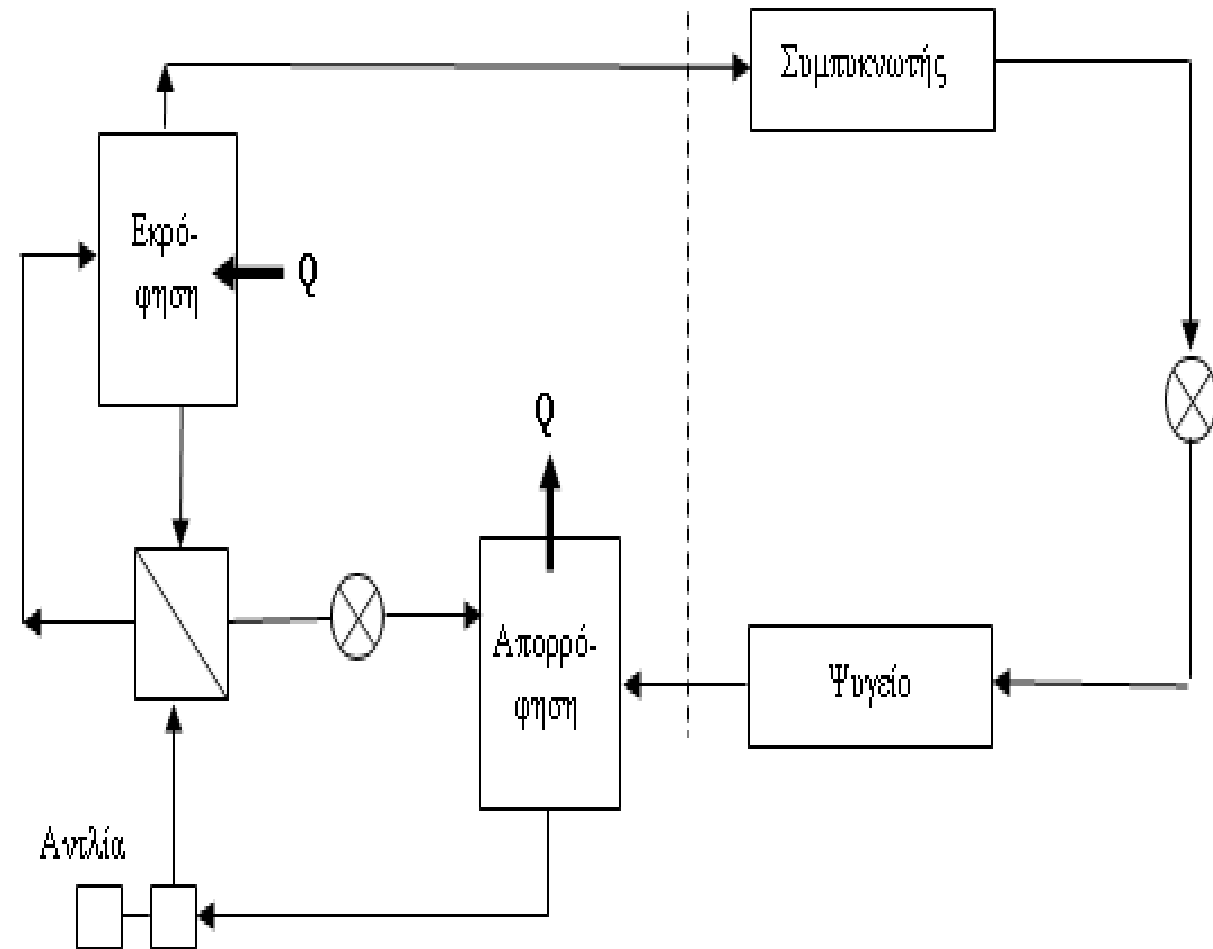 Συμπυκνωτής
Εκρό-
φηση
Q
Q
Απορρό-
φηση
Ψυγείο
Αντλία